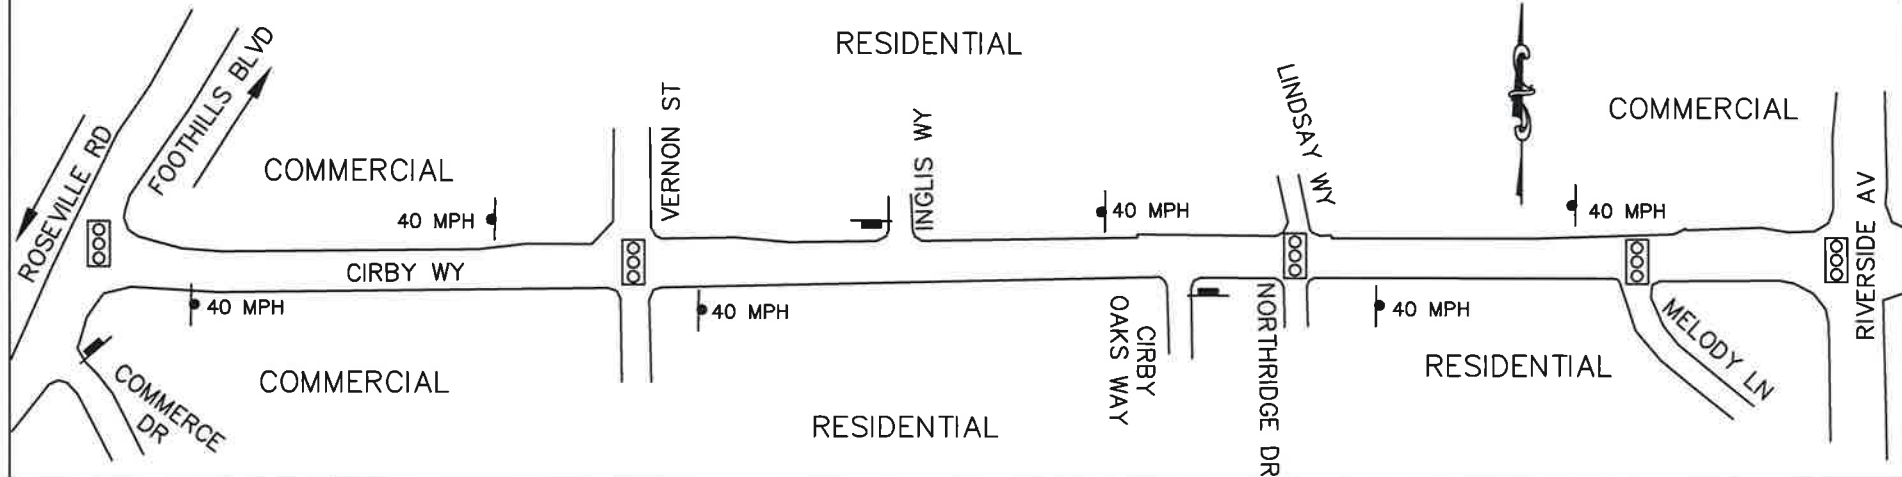 RESIDENTIAL
COMMERCIAL
ROSEVILLE RD
FOOTHILLS BLVD
COMMERCIAL
VERNON ST
INGLIS WY
LINDSAY WY
RIVERSIDE AV
40 MPH
40 MPH
40 MPH
CIRBY WY
40 MPH
40 MPH
40 MPH
COMMERCE
DR
COMMERCIAL
RESIDENTIAL
CIRBY
OAKS WAY
NORTHRIDGE DR
RESIDENTIAL
MELODY LN